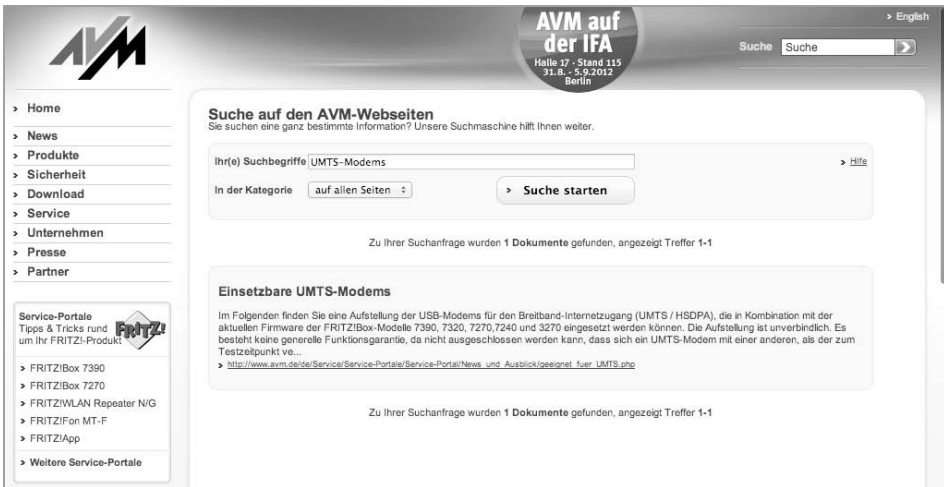 AVM
AVM auf
der IFA
Halle 17 - Stand 115
31.8. - 5.9.2012
Berlin
› English
Suche Suche
› Home
› News
› Produkte
› Sicherheit
› Download
› Service
› Unternehmen
› Presse
› Partner
Service-Portale
Tipps & Tricks rund
um Ihr FRITZ!-Produkt
FRITZ!
› FRITZ!Box 7390
› FRITZ!Box 7270
› FRITZ!WLAN Repeater N/G
› FRITZ!Fon MT-F
› FRITZ!App
› Weitere Service-Portale
Suche auf den AVM-Webseiten
Sie suchen eine ganz bestimmte Information? Unsere Suchmaschine hilft Ihnen weiter.
Ihr(e) Suchbegriffe UMTS-Modems › Hilfe
In der Kategorie auf allen Seiten › Suche starten
Zu Ihrer Suchanfrage wurden 1 Dokumente gefunden, angezeigt Treffer 1-1
Einsetzbare UMTS-Modems
Im Folgenden finden Sie eine Aufstellung der USB-Modems für den Breitband-Internetzugang (UMTS / HSDPA), die in Kombination mit der
aktuellen Firmware der FRITZ!Box-Modelle 7390, 7320, 7270,7240 und 3270 eingesetzt werden können. Die Aufstellung ist unverbindlich. Es
besteht keine generelle Funktionsgarantie, da nicht ausgeschlossen werden kann, dass sich ein UMTS-Modem mit einer anderen, als der zum
Testzeitpunkt ve...
› http://www.avm.de/de/Service/Service-Portale/Service-Portal/News_und_Ausblick/geeignet_fuer_UMTS.php
Zu Ihrer Suchanfrage wurden 1 Dokumente gefunden, angezeigt Treffer 1-1